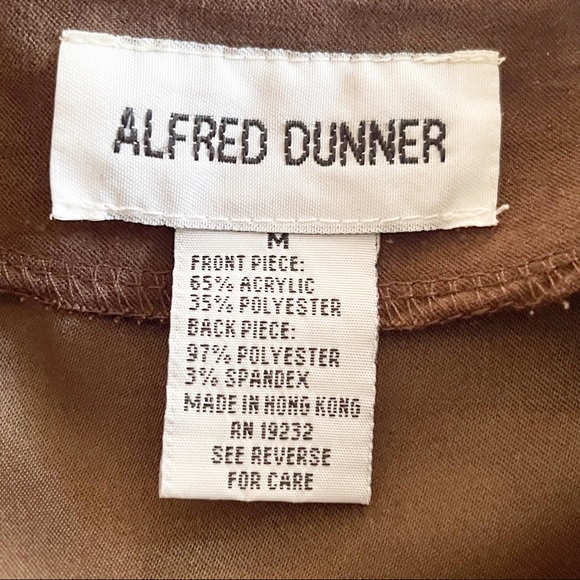 ALFRED DUNNER
M
FRONT PIECE:
65% ACRYLIC
35% POLYESTER
BACK PIECE:
97% POLYESTER
3% SPANDEX
MADE IN HONG KONG
RN 19232
SEE REVERSE
FOR CARE